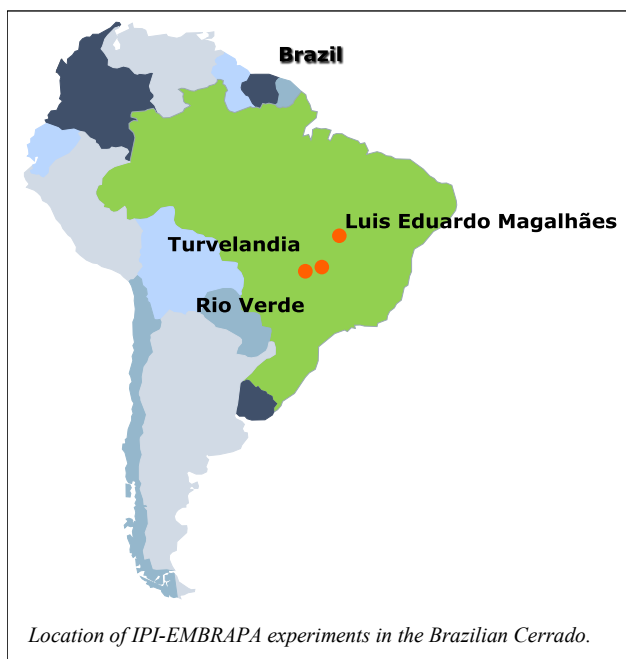 Brazil
Luis Eduardo Magalhães
Turvelandia
Rio Verde
Location of IPI-EMBRAPA experiments in the Brazilian Cerrado.